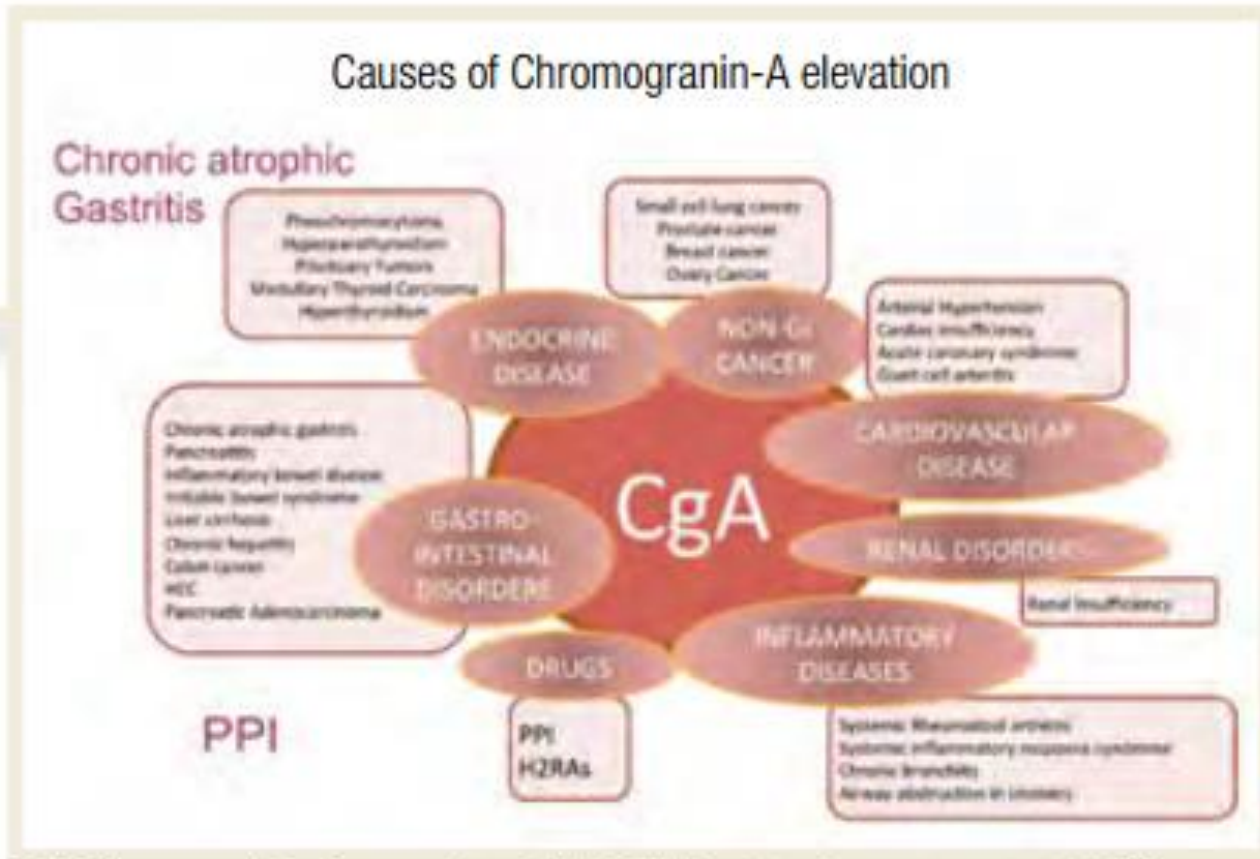 Causes of Chromogranin-A elevation
Chronic atrophic
Gastritis
Pheochromocytoma
Hyperparathyroidism
Pituitary Tumors
Medullary Thyroid Carcinoma
Hyperthyroidism
ENDOCRINE
DISEASE
Small cell lung cancer
Prostate cancer
Breast cancer
Ovary Cancer
NON-GI
CANCER
Arterial Hypertension
Cardiac insufficiency
Acute coronary syndrome
Giant cell arteritis
CARDIOVASCULAR
DISEASE
Chronic atrophic gastritis
Pancreatitis
Inflammatory bowel disease
Irritable bowel syndrome
Liver cirrhosis
Chronic hepatitis
Colon cancer
HCC
Pancreatic Adenocarcinoma
GASTRO-
INTESTINAL
DISORDERE
CgA
RENAL DISORDERS
Renal Insufficiency
INFLAMMATORY
DISEASES
Systemic Rheumatoid arthritis
Systemic inflammatory response syndrome
Chronic bronchitis
Airway obstruction in smokers
DRUGS
PPI
H2RAs
PPI